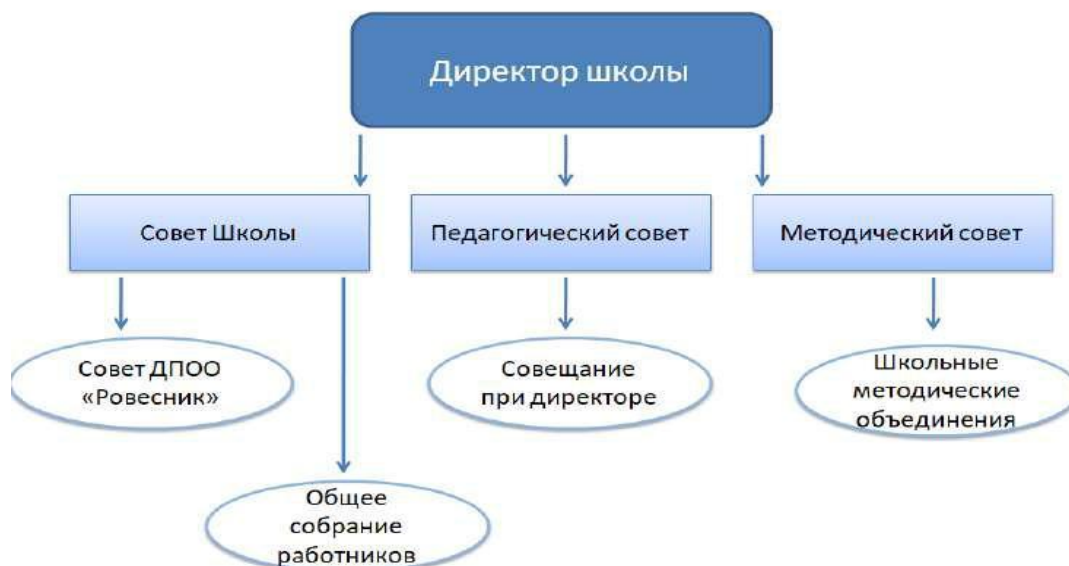 Директор школы
Совет Школы
Педагогический совет
Методический совет
Совет ДПОО
«Ровесник»
Совещание
при директоре
Школьные
методические
объединения
Общее
собрание
работников